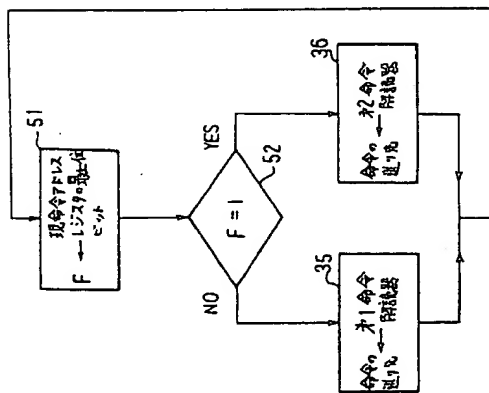 51
現命令アドレス
F ← レジスタの最上位
ビット
52
F = 1
NO
YES
35
命令の ← 才1命令
送り先 解読器
36
命令の ← 才2命令
送り先 解読器